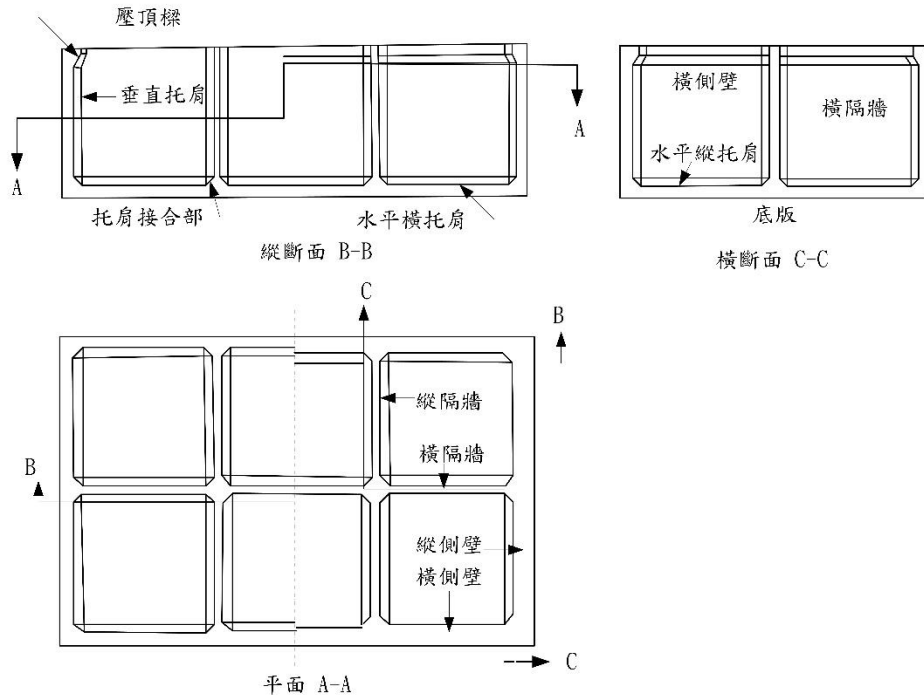 壓頂樑
垂直托肩
A
A
托肩接合部
水平橫托肩
縱斷面 B-B
橫側壁
橫隔牆
水平縱托肩
底版
橫斷面 C-C
C
B
縱隔牆
橫隔牆
B
縱側壁
橫側壁
C
平面 A-A